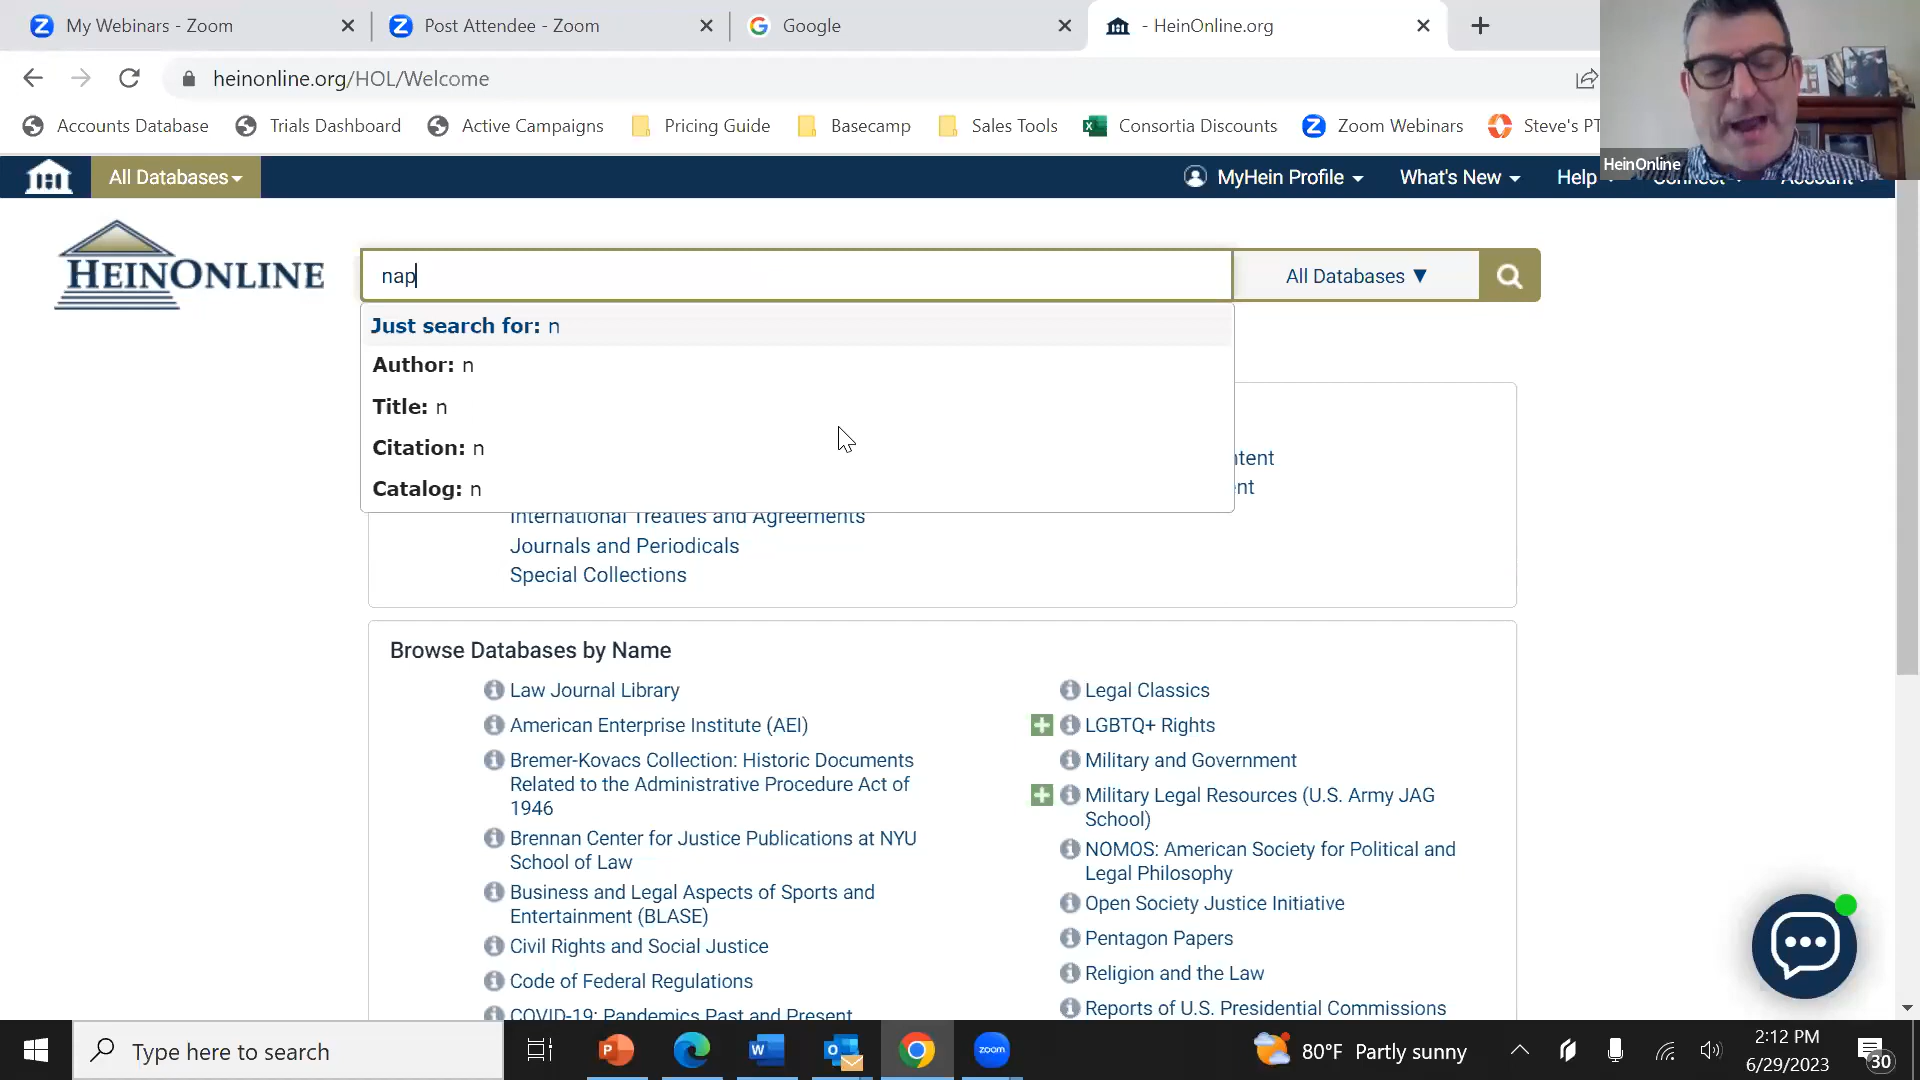 My Webinars - Zoom
Post Attendee - Zoom
Google
- HeinOnline.org
heinonline.org/HOL/Welcome
Accounts Database
Trials Dashboard
Active Campaigns
Pricing Guide
Basecamp
Sales Tools
Consortia Discounts
Zoom Webinars
Steve's PT
HeinOnline
All Databases
MyHein Profile
What's New
Help
HEINONLINE
nap
All Databases ▼
Just search for: n
Author: n
Title: n
Citation: n
Catalog: n
International Treaties and Agreements
Journals and Periodicals
Special Collections
Browse Databases by Name
Law Journal Library
American Enterprise Institute (AEI)
Bremer-Kovacs Collection: Historic Documents
Related to the Administrative Procedure Act of
1946
Brennan Center for Justice Publications at NYU
School of Law
Business and Legal Aspects of Sports and
Entertainment (BLASE)
Civil Rights and Social Justice
Code of Federal Regulations
COVID-19: Pandemics Past and Present
Legal Classics
LGBTQ+ Rights
Military and Government
Military Legal Resources (U.S. Army JAG
School)
NOMOS: American Society for Political and
Legal Philosophy
Open Society Justice Initiative
Pentagon Papers
Religion and the Law
Reports of U.S. Presidential Commissions
Type here to search
zoom
80°F Partly sunny
2:12 PM
6/29/2023
30